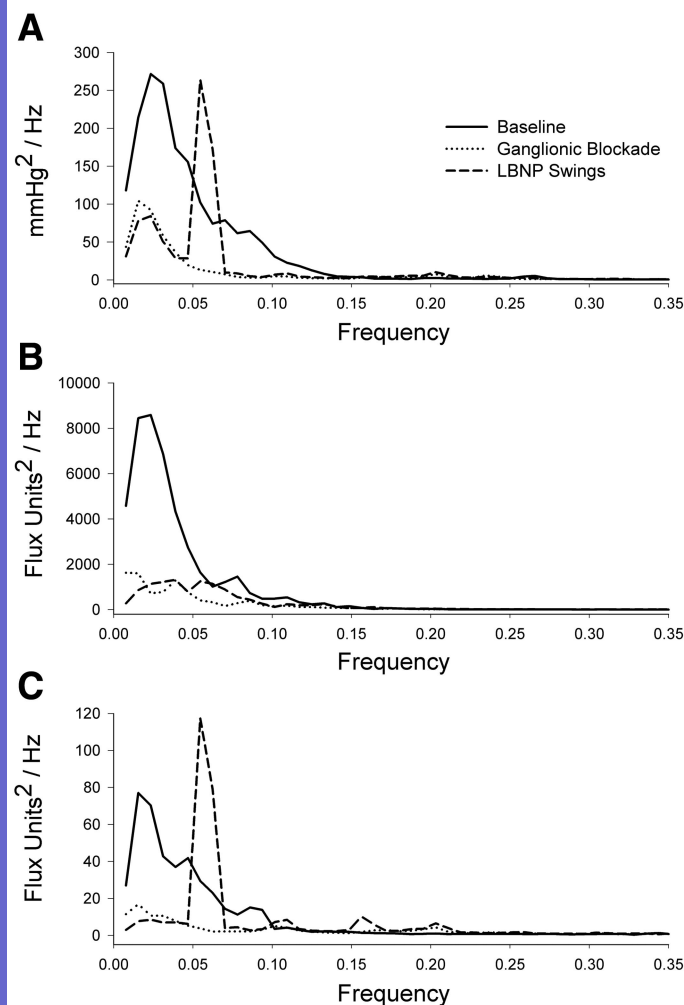 A
300
250
200
150
100
50
0
mmHg2 / Hz
Baseline
Ganglionic Blockade
LBNP Swings
0.00 0.05 0.10 0.15 0.20 0.25 0.30 0.35
Frequency
B
10000
8000
6000
4000
2000
0
Flux Units2 / Hz
0.00 0.05 0.10 0.15 0.20 0.25 0.30 0.35
Frequency
C
120
100
80
60
40
20
0
Flux Units2 / Hz
0.00 0.05 0.10 0.15 0.20 0.25 0.30 0.35
Frequency